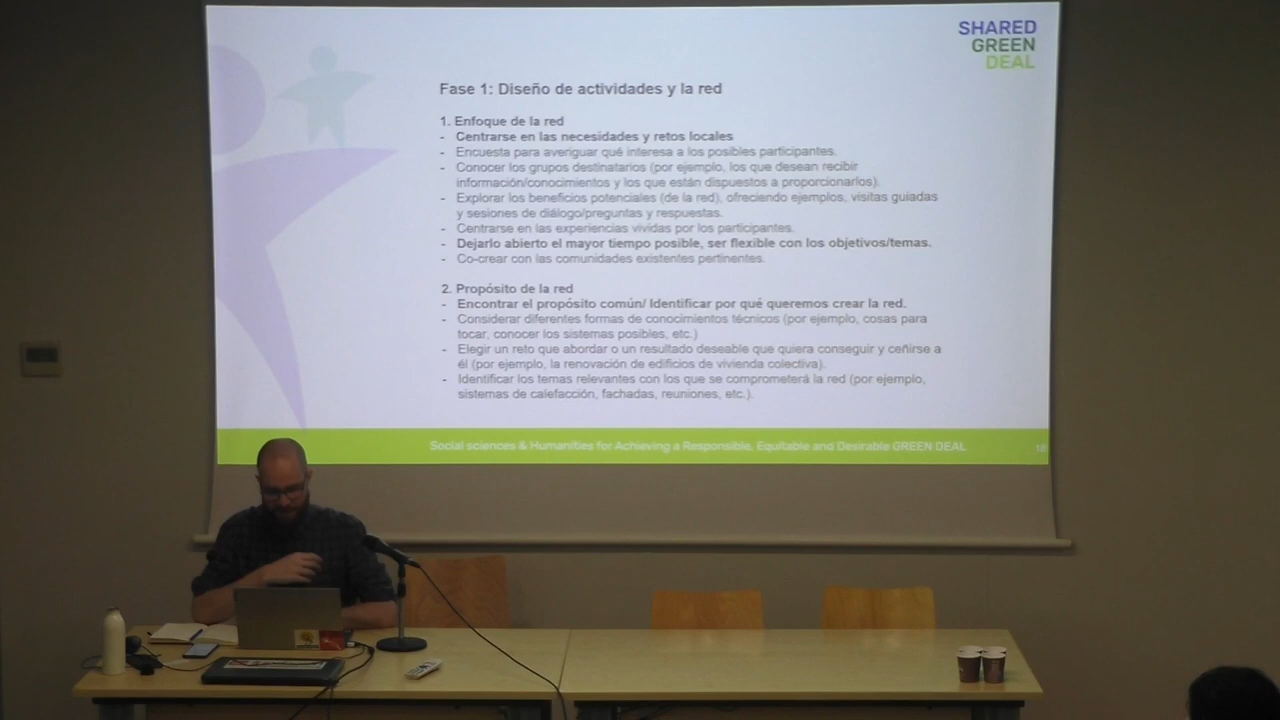 SHARED
GREEN
DEAL
Fase 1: Diseño de actividades y la red
1. Enfoque de la red
- Centrarse en las necesidades y retos locales
- Encuesta para averiguar qué interesa a los posibles participantes.
- Conocer los grupos destinatarios (por ejemplo, los que desean recibir
información/conocimientos y los que están dispuestos a proporcionarlos).
- Explorar los beneficios potenciales (de la red), ofreciendo ejemplos, visitas guiadas
y sesiones de diálogo/preguntas y respuestas.
- Centrarse en las experiencias vividas por los participantes.
- Dejarlo abierto el mayor tiempo posible, ser flexible con los objetivos/temas.
- Co-crear con las comunidades existentes pertinentes.
2. Propósito de la red
- Encontrar el propósito común/ Identificar por qué queremos crear la red.
- Considerar diferentes formas de conocimientos técnicos (por ejemplo, cosas para
tocar, conocer los sistemas posibles, etc.)
- Elegir un reto que abordar o un resultado deseable que quiera conseguir y ceñirse a
él (por ejemplo, la renovación de edificios de vivienda colectiva).
- Identificar los temas relevantes con los que se comprometerá la red (por ejemplo,
sistemas de calefacción, fachadas, reuniones, etc.).
Social sciences & Humanities for Achieving a Responsible, Equitable and Desirable GREEN DEAL